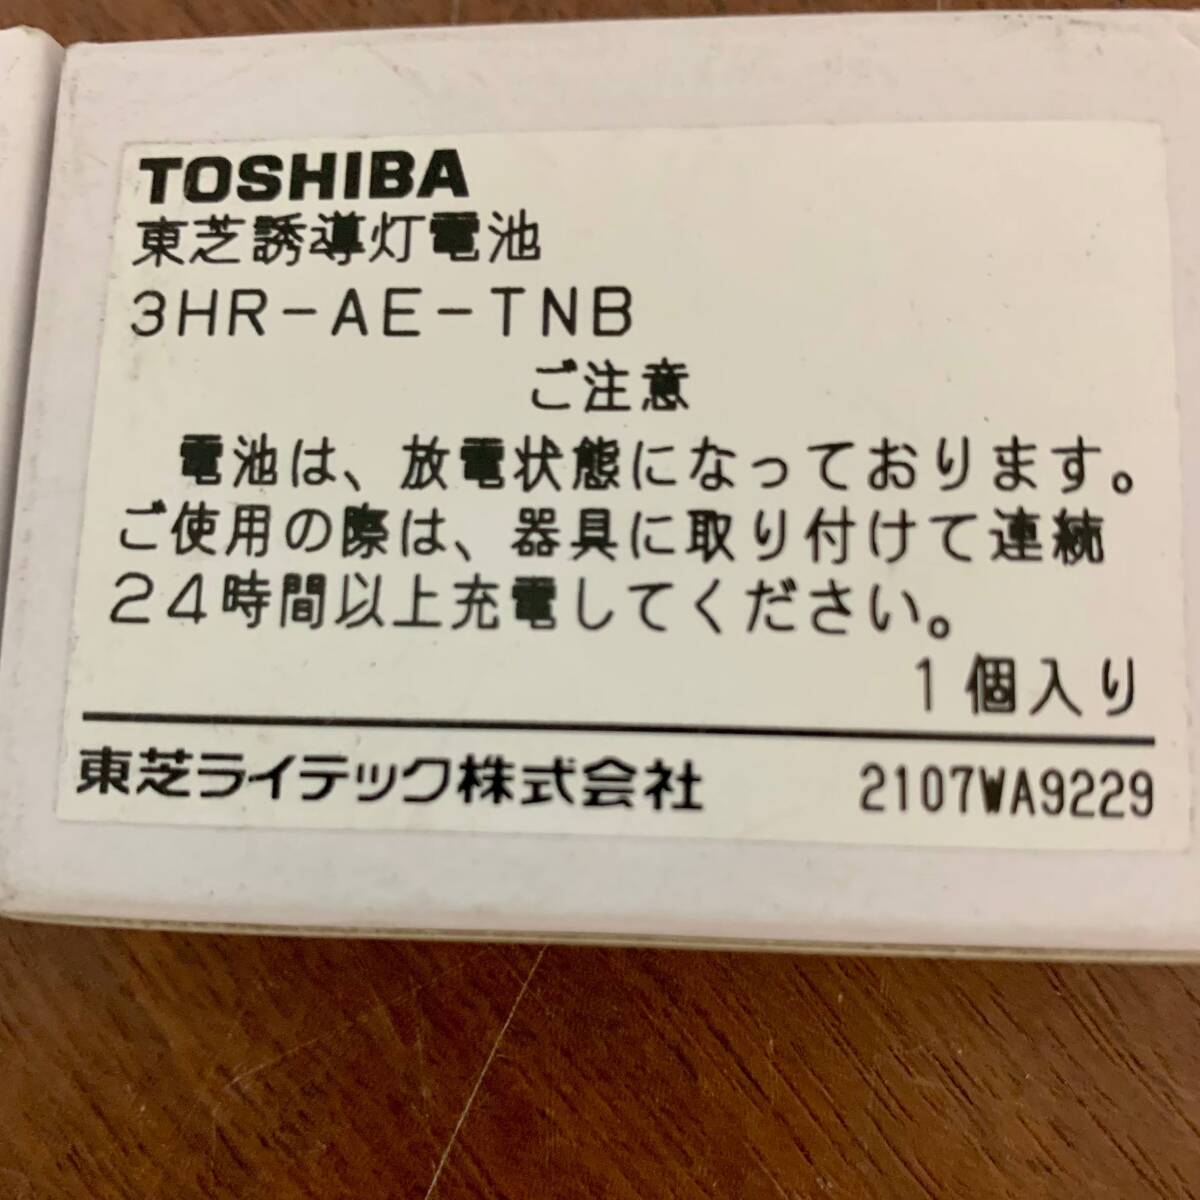 TOSHIBA
東芝誘導灯電池
3HR-AE-TNB
ご注意
電池は、放電状態になっております。
ご使用の際は、器具に取り付けて連続
24時間以上充電してください。
1個入り
東芝ライテック株式会社 2107WA9229